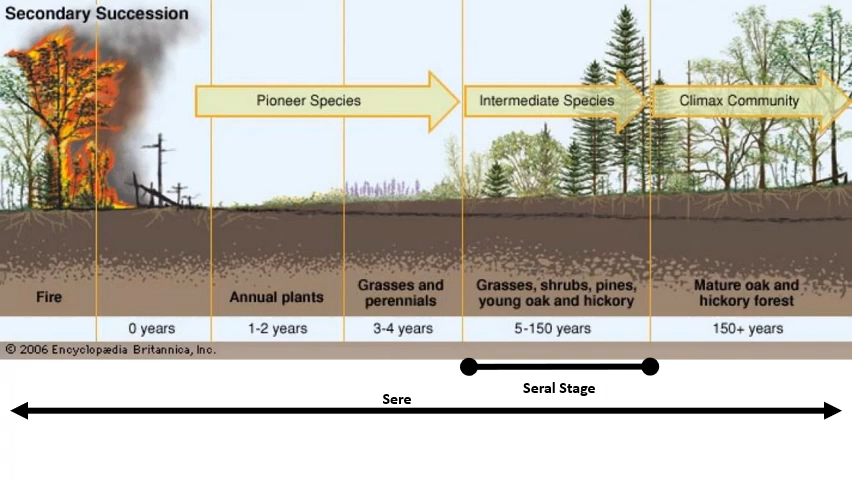 Secondary Succession
Pioneer Species
Intermediate Species
Climax Community
Fire
Annual plants
Grasses and
perennials
Grasses, shrubs, pines,
young oak and hickory
Mature oak and
hickory forest
0 years
1-2 years
3-4 years
5-150 years
150+ years
© 2006 Encyclopædia Britannica, Inc.
Seral Stage
Sere